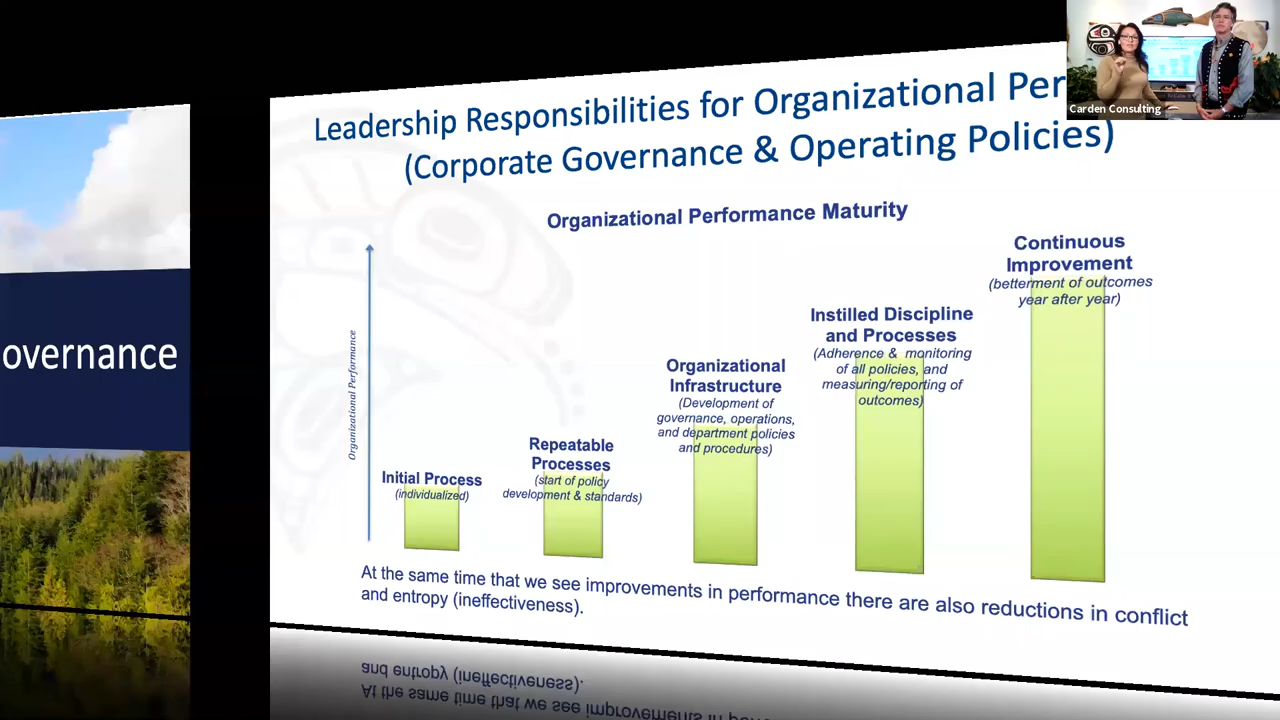 Leadership Responsibilities for Organizational Per
(Corporate Governance & Operating Policies)
Carden Consulting
overnance
Organizational Performance Maturity
Organizational Performance
Initial Process
(individualized)
Repeatable
Processes
(start of policy
development & standards)
Organizational
Infrastructure
(Development of
governance, operations,
and department policies
and procedures)
Instilled Discipline
and Processes
(Adherence & monitoring
of all policies, and
measuring/reporting of
outcomes)
Continuous
Improvement
(betterment of outcomes
year after year)
At the same time that we see improvements in performance there are also reductions in conflict
and entropy (ineffectiveness).
and entropy (ineffectiveness).
At the same time that we see improvements in